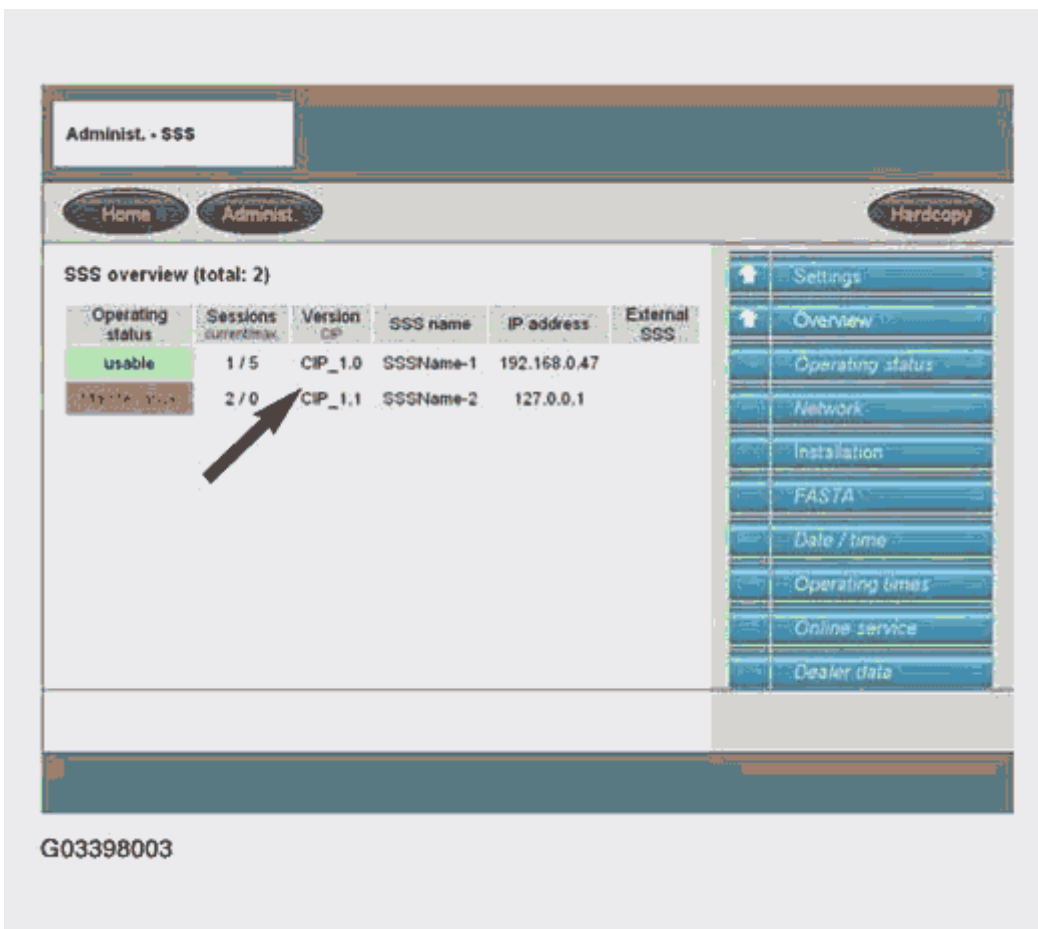 Administ. - SSS
Home Administ. Hardcopy
SSS overview (total: 2)
Operating status Sessions current/max. Version CIP SSS name IP address External SSS
usable 1 / 5 CIP_1.0 SSSName-1 192.168.0.47
2 / 0 CIP_1.1 SSSName-2 127.0.0.1
Settings
Overview
Operating status
Network
Installation
FASTA
Date / time
Operating times
Online service
Dealer data
G03398003